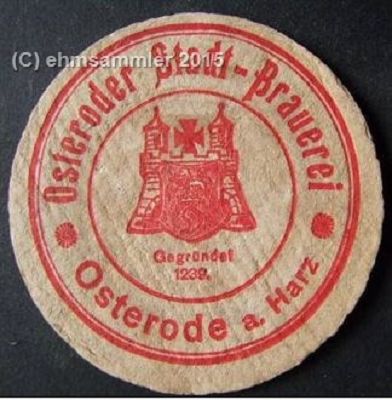 (C) ehmsammler 2015
Osteroder Stadt-Brauerei
Gegründet
1239.
Osterode a. Harz